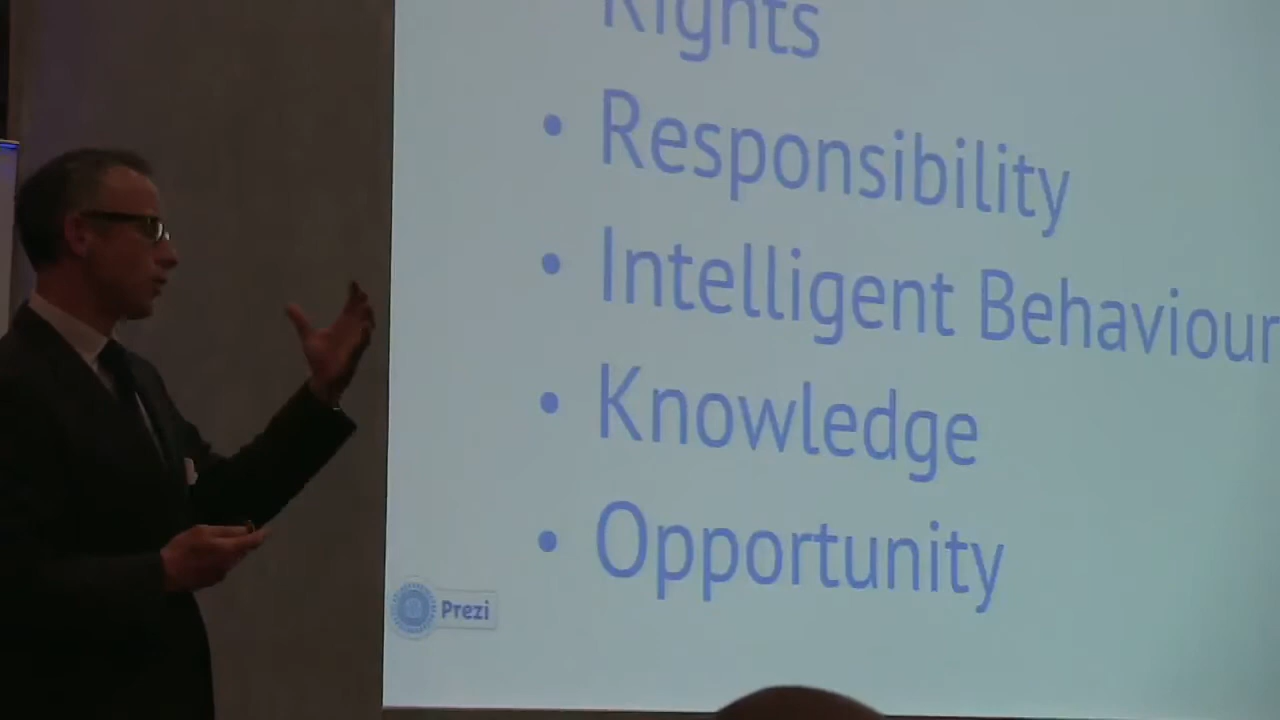 Rights
• Responsibility
• Intelligent Behaviour
• Knowledge
• Opportunity
Prezi